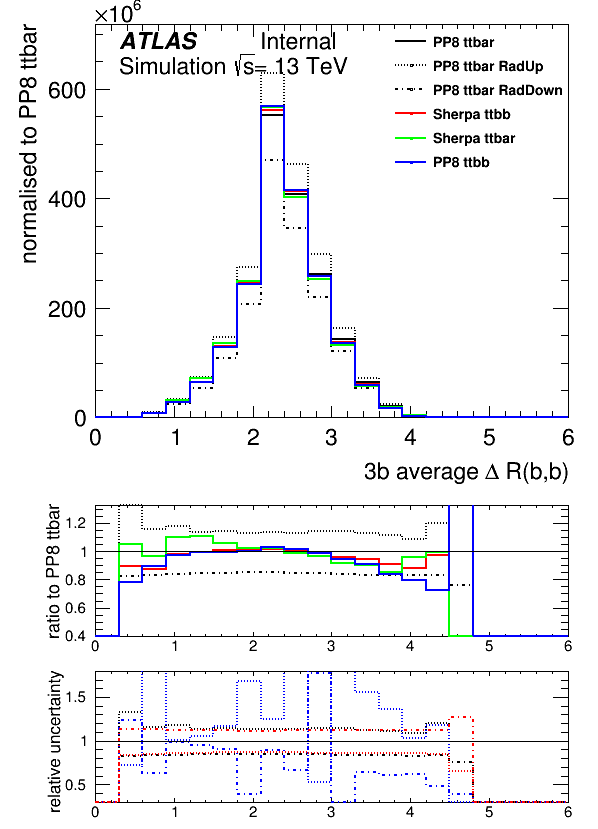 ×10⁶
ATLAS Internal
Simulation √s= 13 TeV
PP8 ttbar
PP8 ttbar RadUp
PP8 ttbar RadDown
Sherpa ttbb
Sherpa ttbar
PP8 ttbb
normalised to PP8 ttbar
600
400
200
0
0 1 2 3 4 5 6
3b average Δ R(b,b)
ratio to PP8 ttbar
1.2
1
0.8
0.6
0.4
0 1 2 3 4 5 6
relative uncertainty
1.5
1
0.5
0 1 2 3 4 5 6